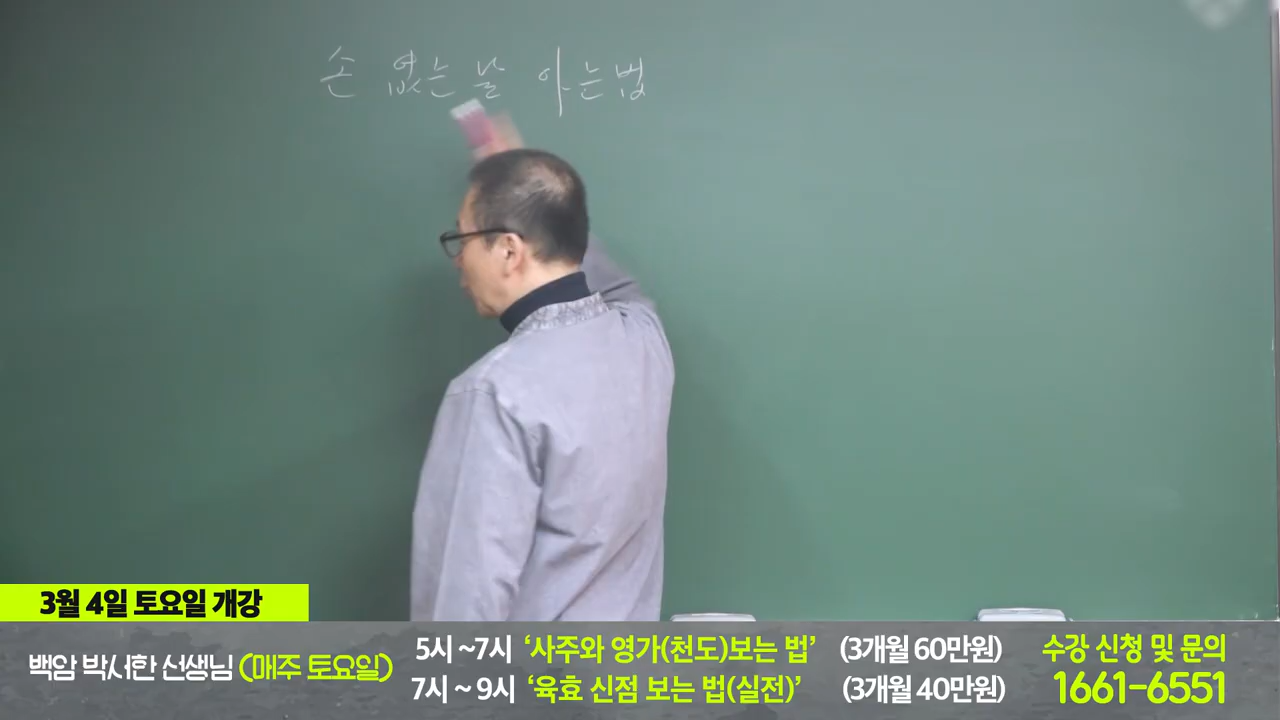 손 없는 날 아는법
3월 4일 토요일 개강
백암 박서한 선생님 (매주 토요일)
5시 ~7시 ‘사주와 영가(천도)보는 법’ (3개월 60만원)
7시 ~ 9시 ‘육효 신점 보는 법(실전)’ (3개월 40만원)
수강 신청 및 문의
1661-6551